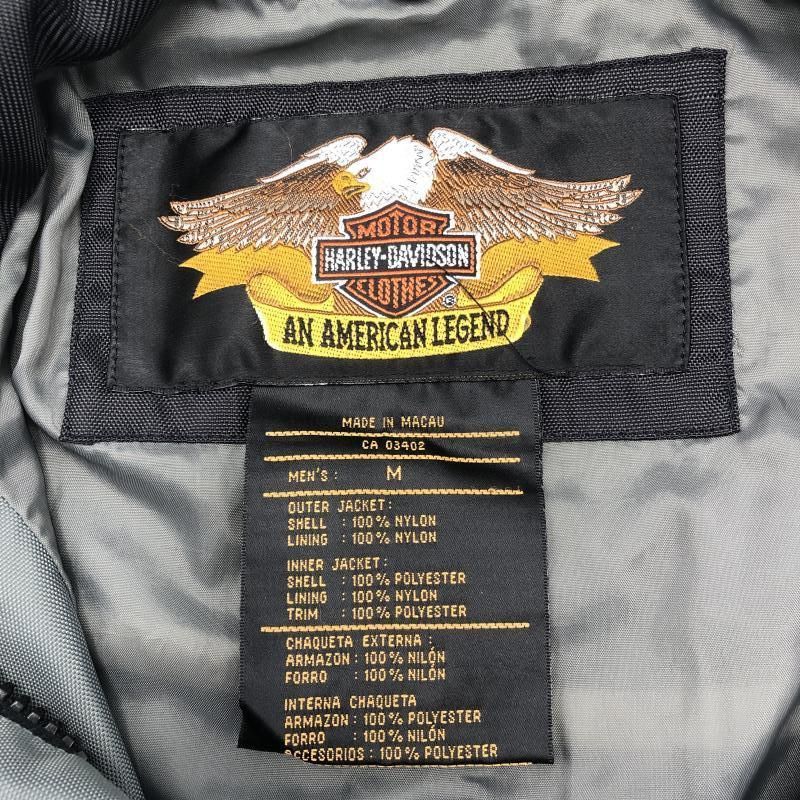 MOTOR
HARLEY-DAVIDSON
CLOTHES
®
AN AMERICAN LEGEND
MADE IN MACAU
CA 03402
MEN'S : M
OUTER JACKET:
SHELL : 100% NYLON
LINING : 100% NYLON
INNER JACKET:
SHELL : 100% POLYESTER
LINING : 100% NYLON
TRIM : 100% POLYESTER
CHAQUETA EXTERNA :
ARMAZON : 100% NILÓN
FORRO : 100% NILÓN
INTERNA CHAQUETA
ARMAZON : 100% POLYESTER
FORRO : 100% NILÓN
ACCESORIOS : 100% POLYESTER